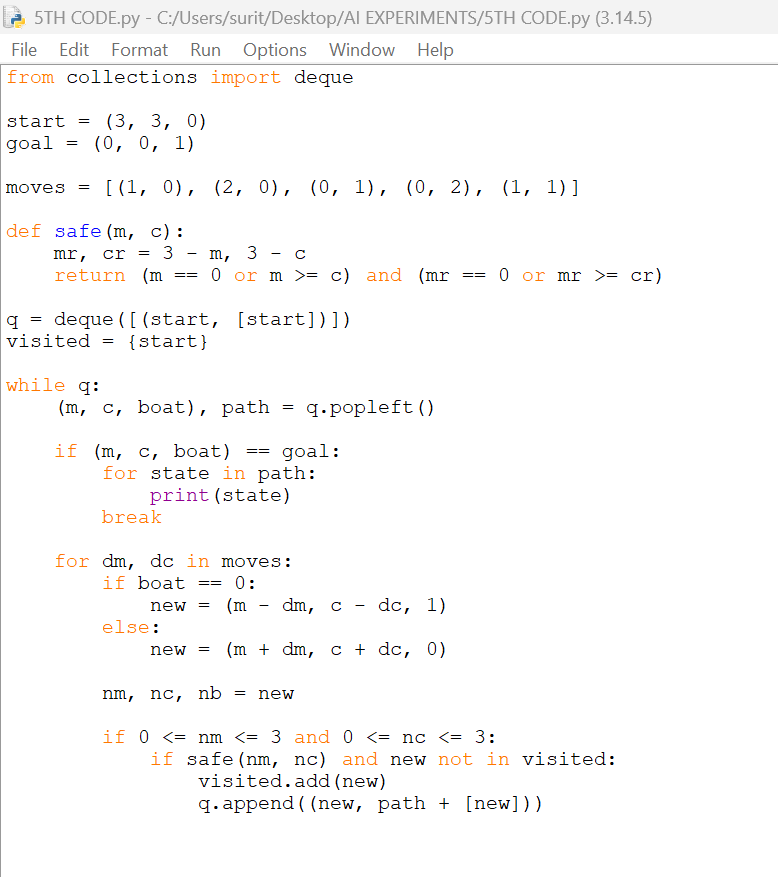 5TH CODE.py - C:/Users/surit/Desktop/AI EXPERIMENTS/5TH CODE.py (3.14.5)
File Edit Format Run Options Window Help
from collections import deque

start = (3, 3, 0)
goal = (0, 0, 1)

moves = [(1, 0), (2, 0), (0, 1), (0, 2), (1, 1)]

def safe(m, c):
    mr, cr = 3 - m, 3 - c
    return (m == 0 or m >= c) and (mr == 0 or mr >= cr)

q = deque([(start, [start])])
visited = {start}

while q:
    (m, c, boat), path = q.popleft()

    if (m, c, boat) == goal:
        for state in path:
            print(state)
        break

    for dm, dc in moves:
        if boat == 0:
            new = (m - dm, c - dc, 1)
        else:
            new = (m + dm, c + dc, 0)

        nm, nc, nb = new

        if 0 <= nm <= 3 and 0 <= nc <= 3:
            if safe(nm, nc) and new not in visited:
                visited.add(new)
                q.append((new, path + [new]))